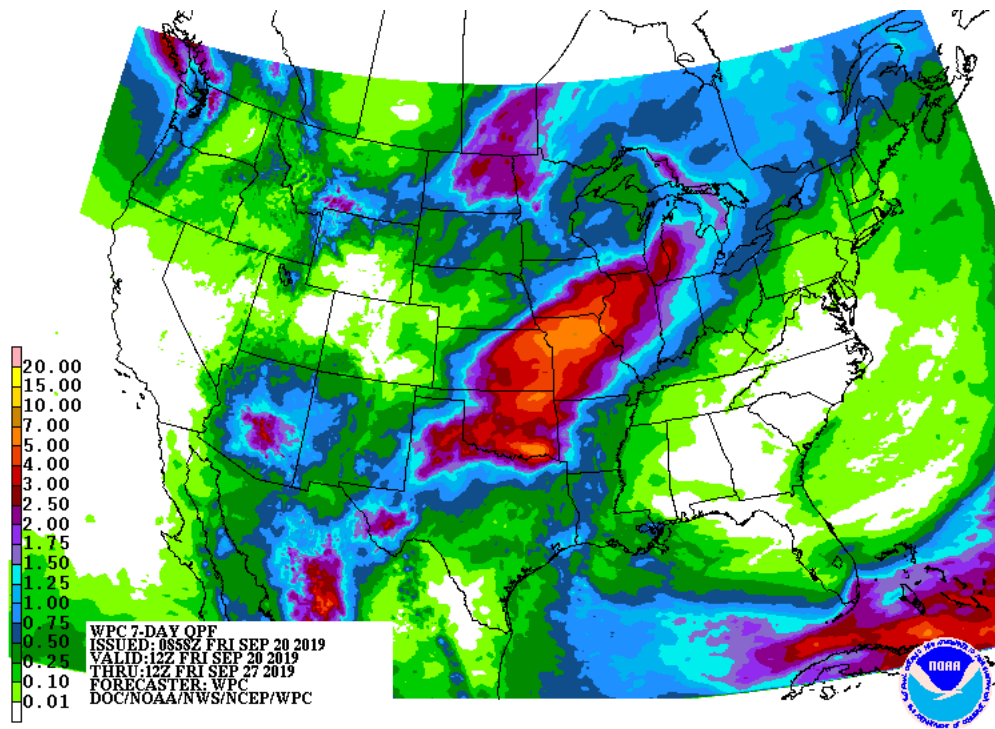 20.00
15.00
10.00
7.00
5.00
4.00
3.00
2.50
2.00
1.75
1.50
1.25
1.00
0.75
0.50
0.25
0.10
0.01
WPC 7-DAY QPF
ISSUED: 0858Z FRI SEP 20 2019
VALID:12Z FRI SEP 20 2019
THRU:12Z FRI SEP 27 2019
FORECASTER: WPC
DOC/NOAA/NWS/NCEP/WPC
NOAA